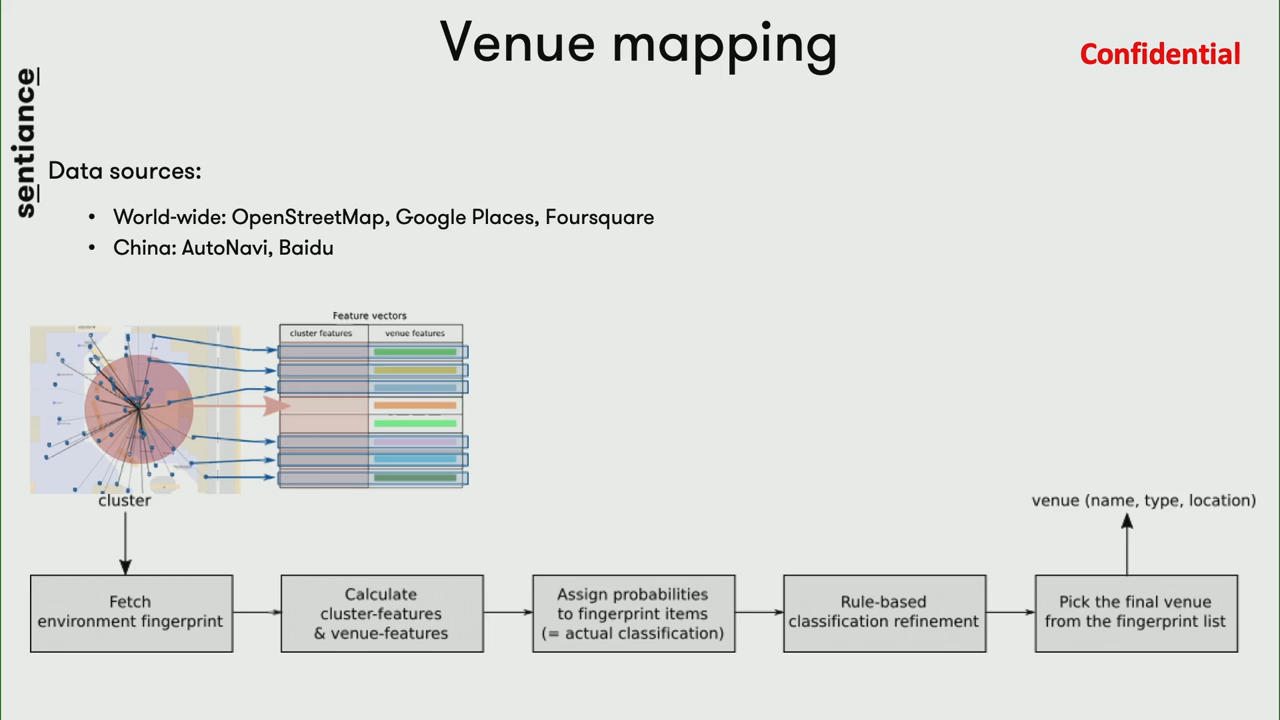 Venue mapping
Confidential
sentiance
Data sources:
• World-wide: OpenStreetMap, Google Places, Foursquare
• China: AutoNavi, Baidu
Feature vectors
cluster features
venue features
cluster
venue (name, type, location)
Fetch
environment fingerprint
Calculate
cluster-features
& venue-features
Assign probabilities
to fingerprint items
(= actual classification)
Rule-based
classification refinement
Pick the final venue
from the fingerprint list